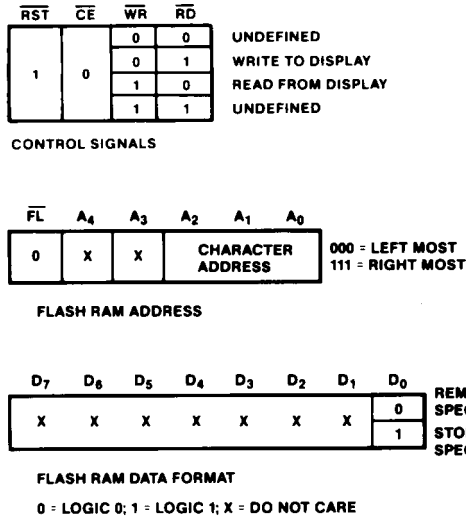 RST CE WR RD
0 0 UNDEFINED
0 1 WRITE TO DISPLAY
1 0 1 0 READ FROM DISPLAY
1 1 UNDEFINED
CONTROL SIGNALS
FL A4 A3 A2 A1 A0
0 X X CHARACTER ADDRESS 000 = LEFT MOST
111 = RIGHT MOST
FLASH RAM ADDRESS
D7 D6 D5 D4 D3 D2 D1 D0
X X X X X X X 0
1
FLASH RAM DATA FORMAT
0 = LOGIC 0; 1 = LOGIC 1; X = DO NOT CARE